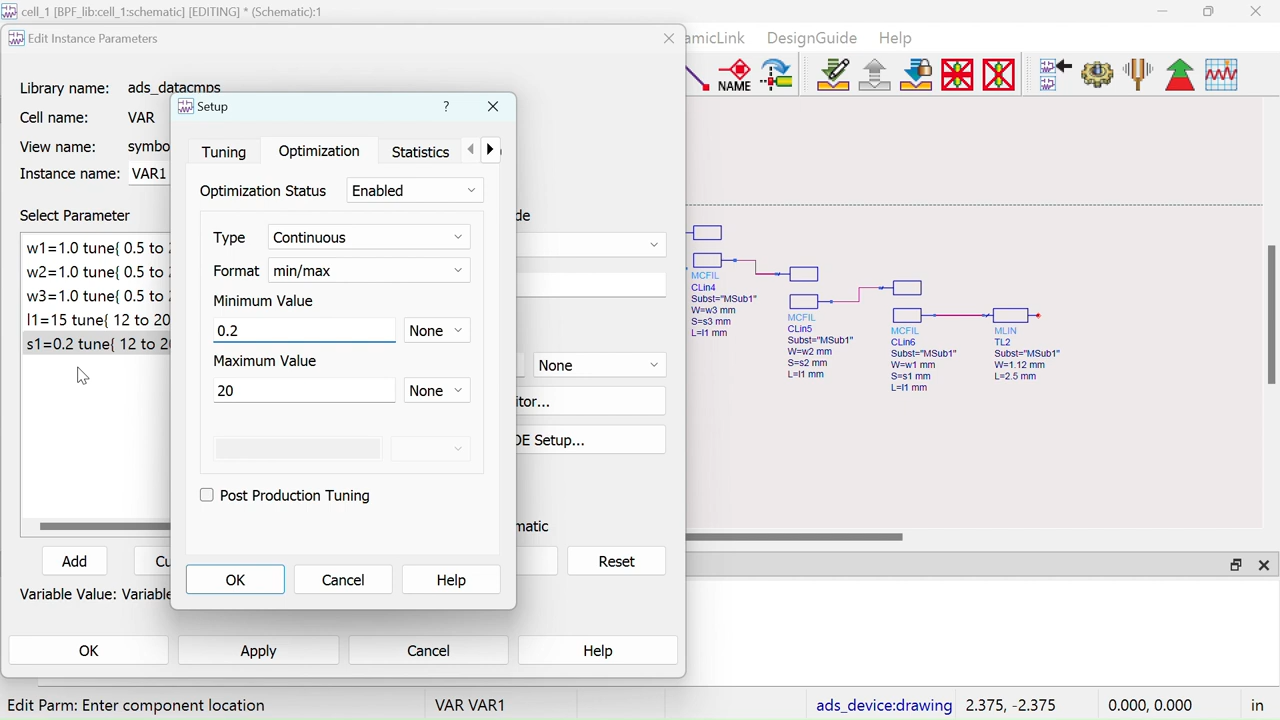 cell_1 [BPF_lib:cell_1:schematic] [EDITING] * (Schematic):1
Edit Instance Parameters
amicLink DesignGuide Help
NAME
Library name: ads_datacmps
Cell name: VAR
View name: symbo
Instance name: VAR1
Select Parameter
w1=1.0 tune{ 0.5 to
w2=1.0 tune{ 0.5 to
w3=1.0 tune{ 0.5 to
l1=15 tune{ 12 to 20
s1=0.2 tune{ 12 to 2
Add Cu
Variable Value: Variable
OK Apply Cancel Help
Setup ?
Tuning Optimization Statistics
Optimization Status Enabled
Type Continuous
Format min/max
Minimum Value
0.2 None
Maximum Value
20 None
Post Production Tuning
OK Cancel Help
de
None
itor...
OE Setup...
matic
Reset
MCFIL
CLin4
Subst="MSub1"
W=w3 mm
S=s3 mm
L=l1 mm
MCFIL
CLin5
Subst="MSub1"
W=w2 mm
S=s2 mm
L=l1 mm
MCFIL
CLin6
Subst="MSub1"
W=w1 mm
S=s1 mm
L=l1 mm
MLIN
TL2
Subst="MSub1"
W=1.12 mm
L=2.5 mm
Edit Parm: Enter component location VAR VAR1 ads_device:drawing 2.375, -2.375 0.000, 0.000 in